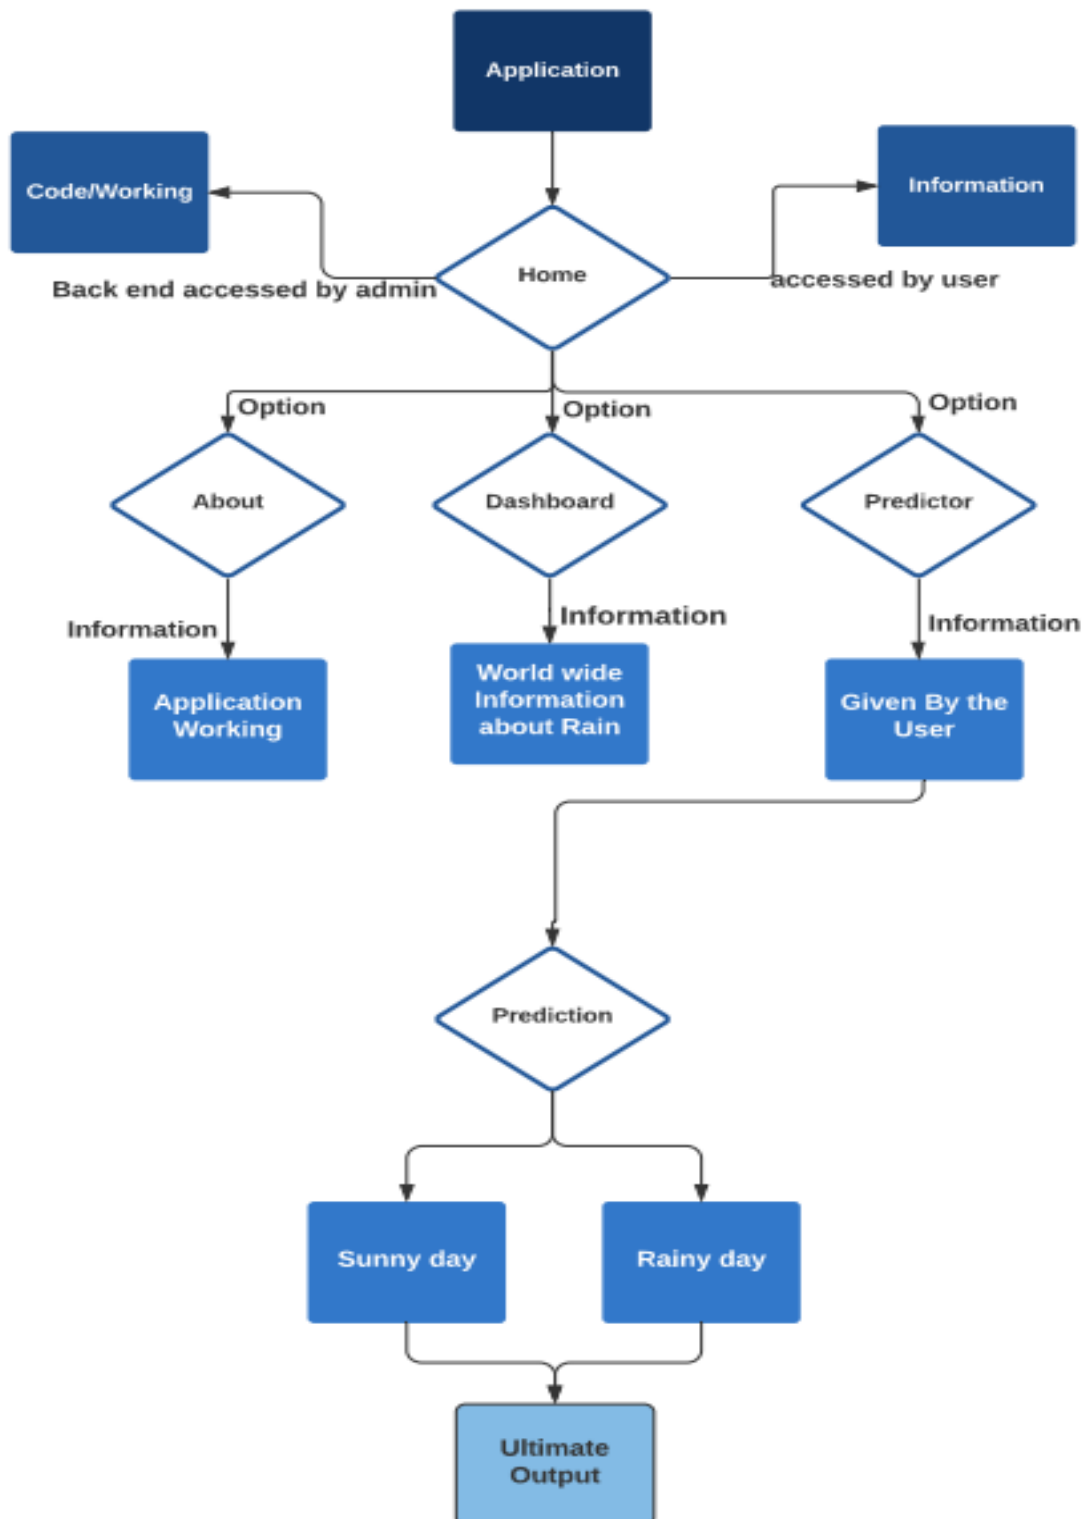 Application
Code/Working
Information
Home
Back end accessed by admin
accessed by user
Option
Option
Option
About
Dashboard
Predictor
Information
Information
Information
Application
Working
World wide
Information
about Rain
Given By the
User
Prediction
Sunny day
Rainy day
Ultimate
Output